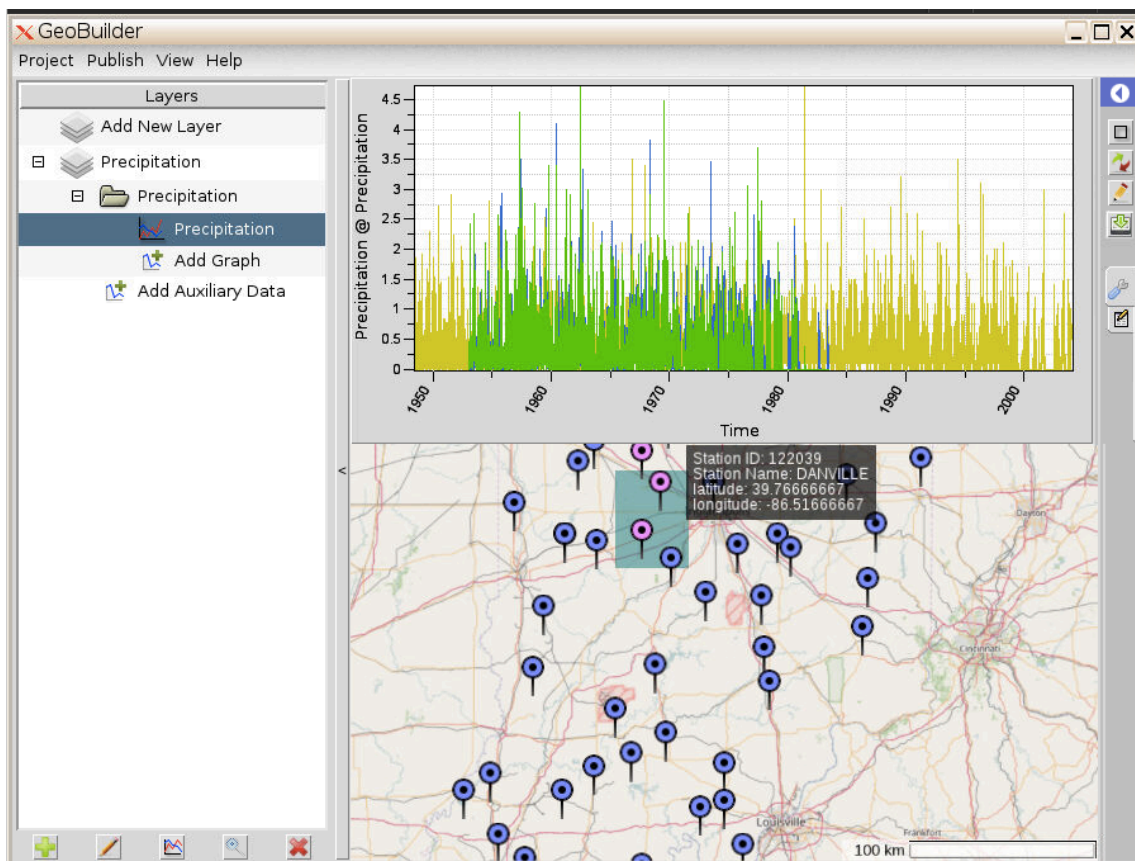 GeoBuilder
Project Publish View Help
Layers
Add New Layer
Precipitation
Precipitation
Precipitation
Add Graph
Add Auxiliary Data
Precipitation @ Precipitation
4.5
4
3.5
3
2.5
2
1.5
1
0.5
0
1950
1960
1970
1980
1990
2000
Time
<
Station ID: 122039
Station Name: DANVILLE
latitude: 39.76666667
longitude: -86.51666667
Dayton
Cincinnati
Louisville
Frankfort
100 km